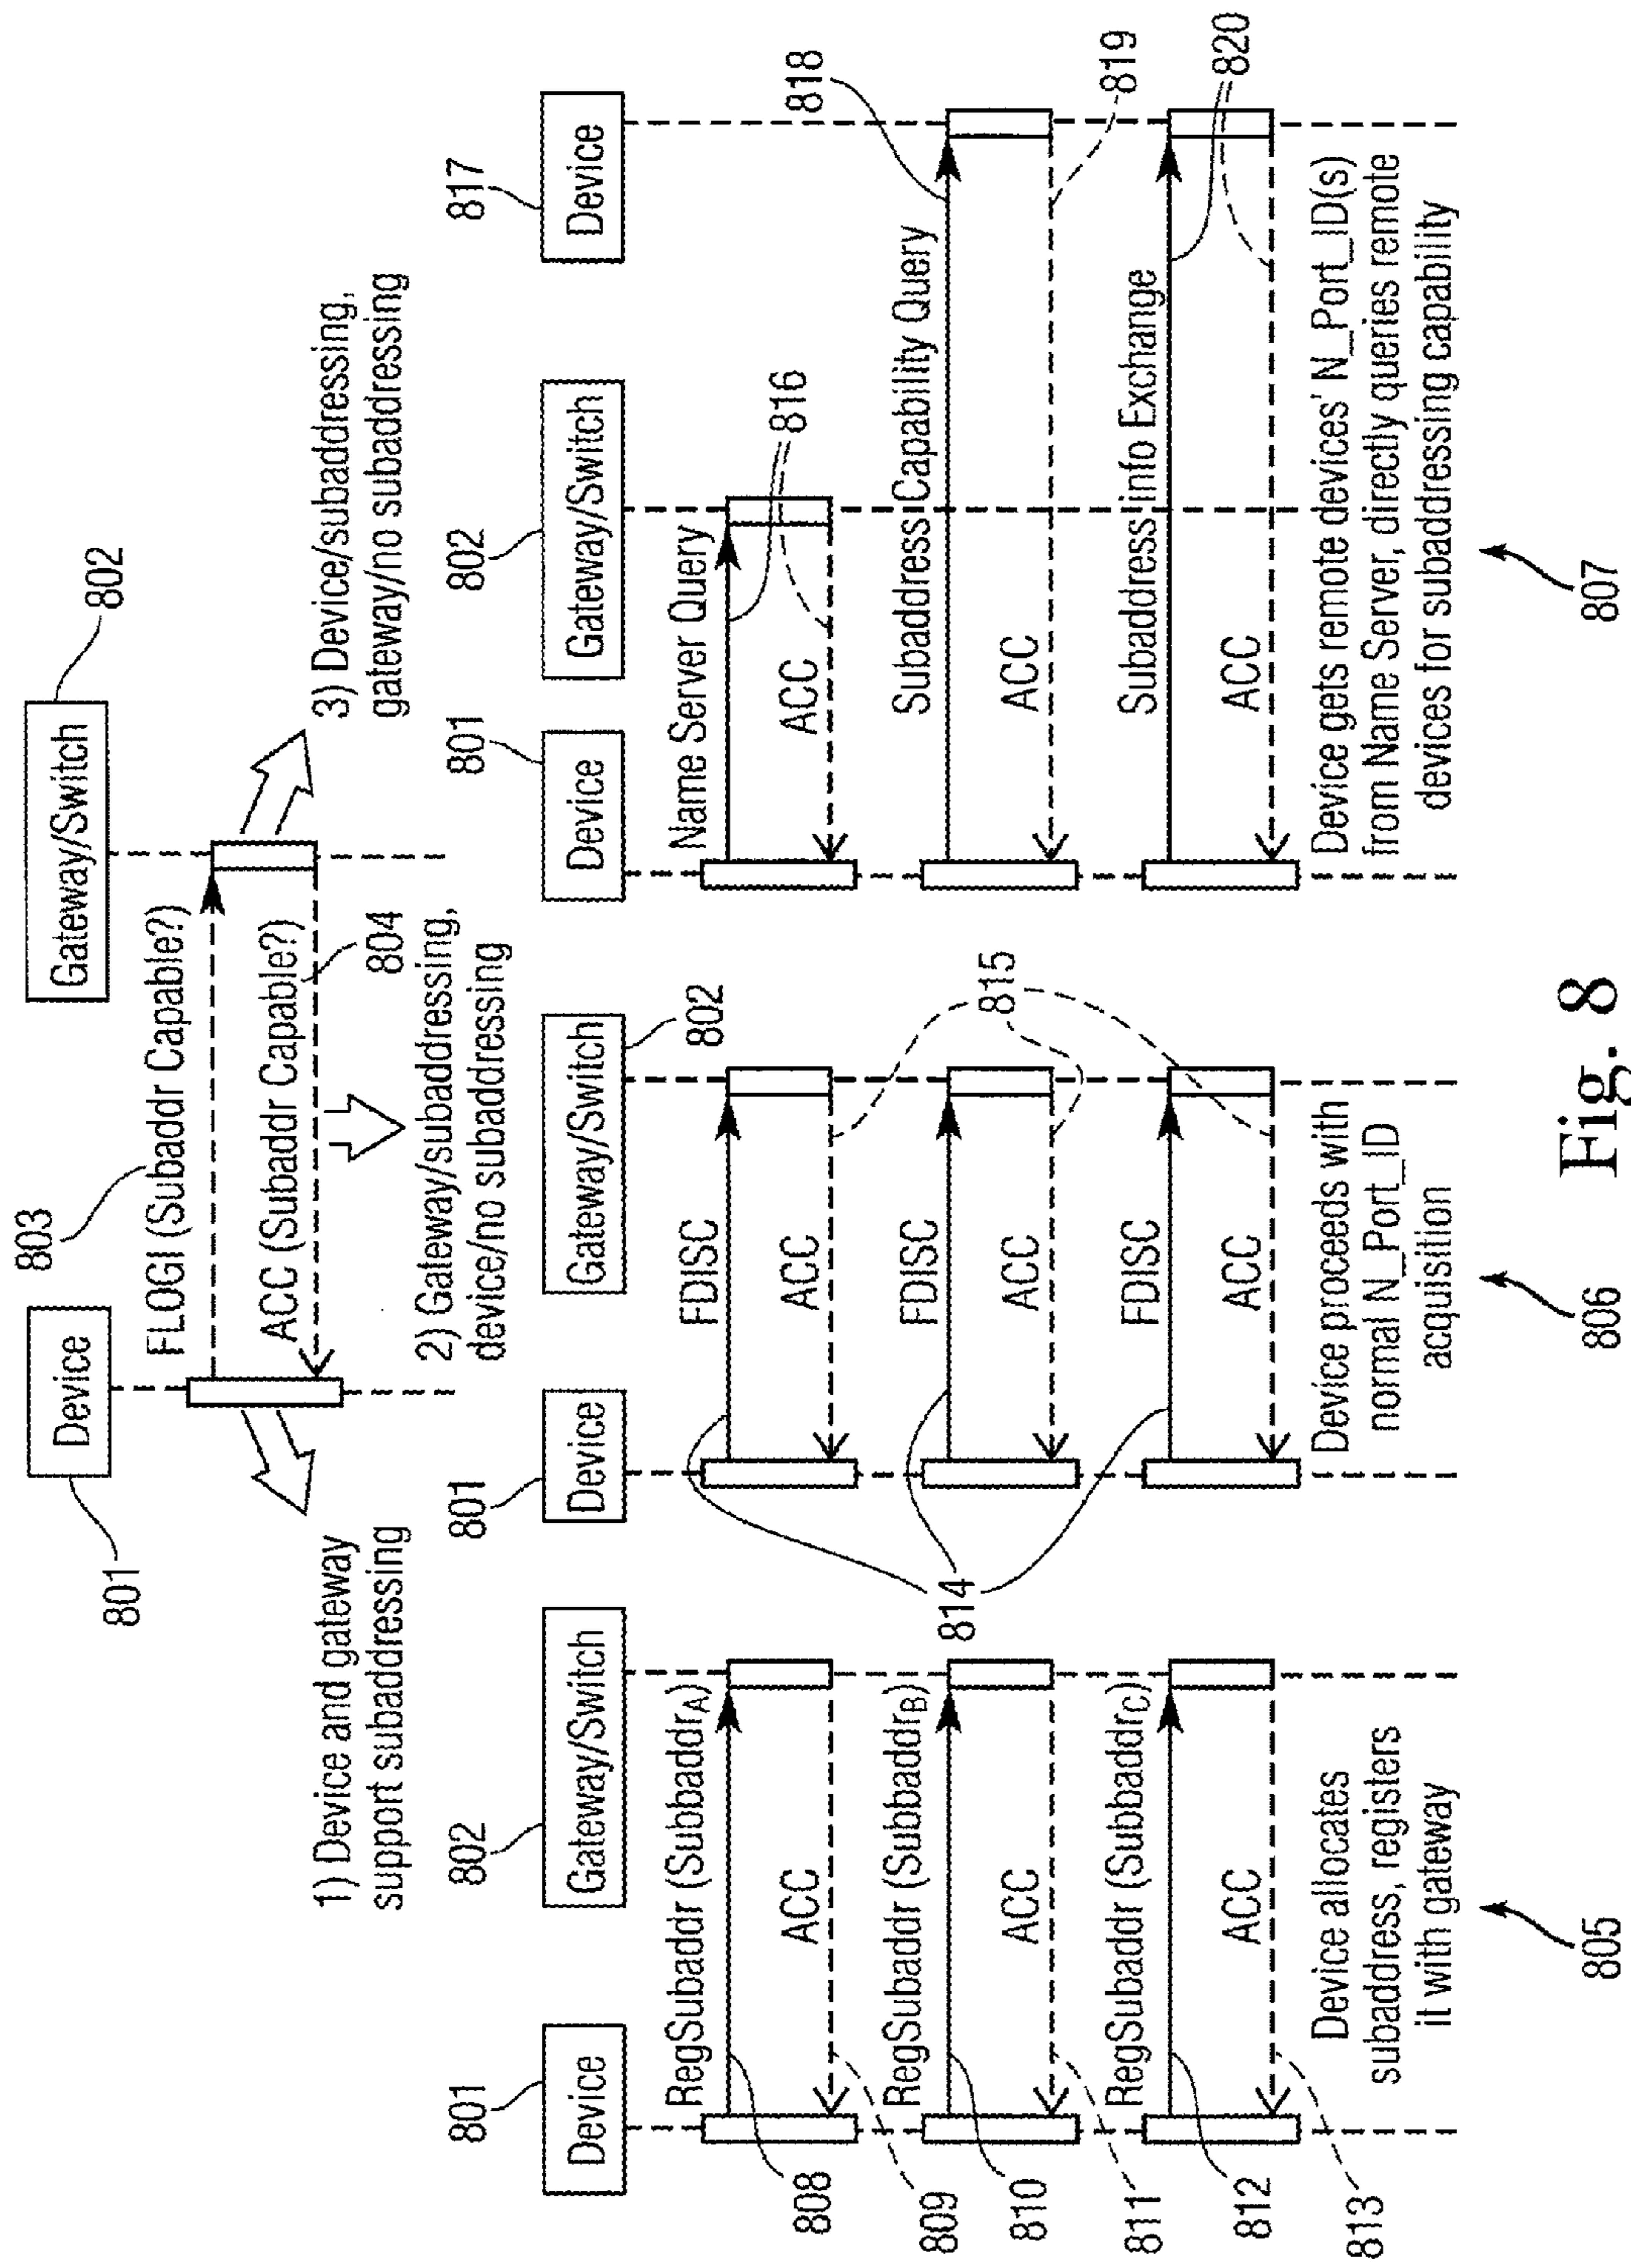 801
Device
803
FLOGI (Subaddr Capable?)
ACC (Subaddr Capable?)
804
Gateway/Switch
802
1) Device and gateway
support subaddressing
2) Gateway/subaddressing,
device/no subaddressing
3) Device/subaddressing,
gateway/no subaddressing
801
Device
802
Gateway/Switch
RegSubaddr (SubbaddrA)
808
ACC
809
RegSubaddr (SubbaddrB)
810
ACC
811
RegSubaddr (SubbaddrC)
812
ACC
813
Device allocates
subaddress, registers
it with gateway
805
801
Device
Gateway/Switch
802
FDISC
ACC
FDISC
ACC
FDISC
ACC
814
815
Device proceeds with
normal N_Port_ID
acquisition
806
801
Device
802
Gateway/Switch
817
Device
Name Server Query
816
ACC
818
Subaddress Capability Query
ACC
819
Subaddress info Exchange
820
ACC
Device gets remote devices' N_Port_ID(s)
from Name Server, directly queries remote
devices for subaddressing capability
807
Fig. 8